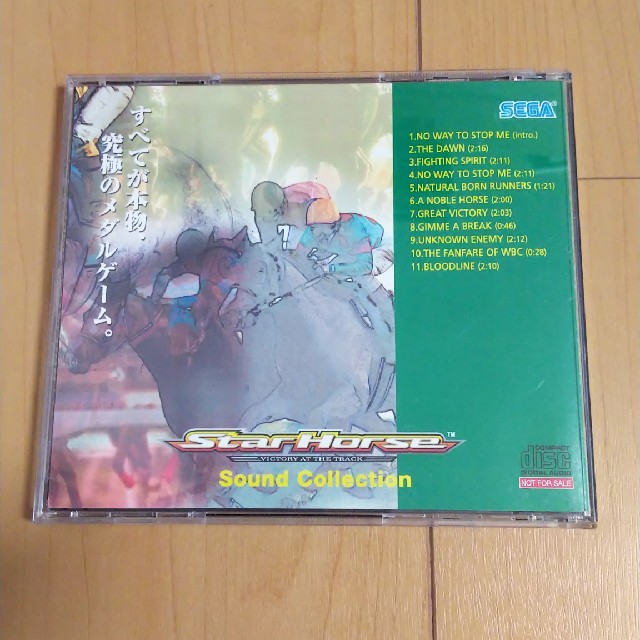 すべてが本物、
究極のメダルゲーム。
SEGA®
1.NO WAY TO STOP ME (intro.)
2.THE DAWN (2:16)
3.FIGHTING SPIRIT (2:11)
4.NO WAY TO STOP ME (2:11)
5.NATURAL BORN RUNNERS (1:21)
6.A NOBLE HORSE (2:00)
7.GREAT VICTORY (2:03)
8.GIMME A BREAK (0:46)
9.UNKNOWN ENEMY (2:12)
10.THE FANFARE OF WBC (0:28)
11.BLOODLINE (2:10)
StarHorse™
VICTORY AT THE TRACK
Sound Collection
COMPACT
disc
DIGITAL AUDIO
NOT FOR SALE